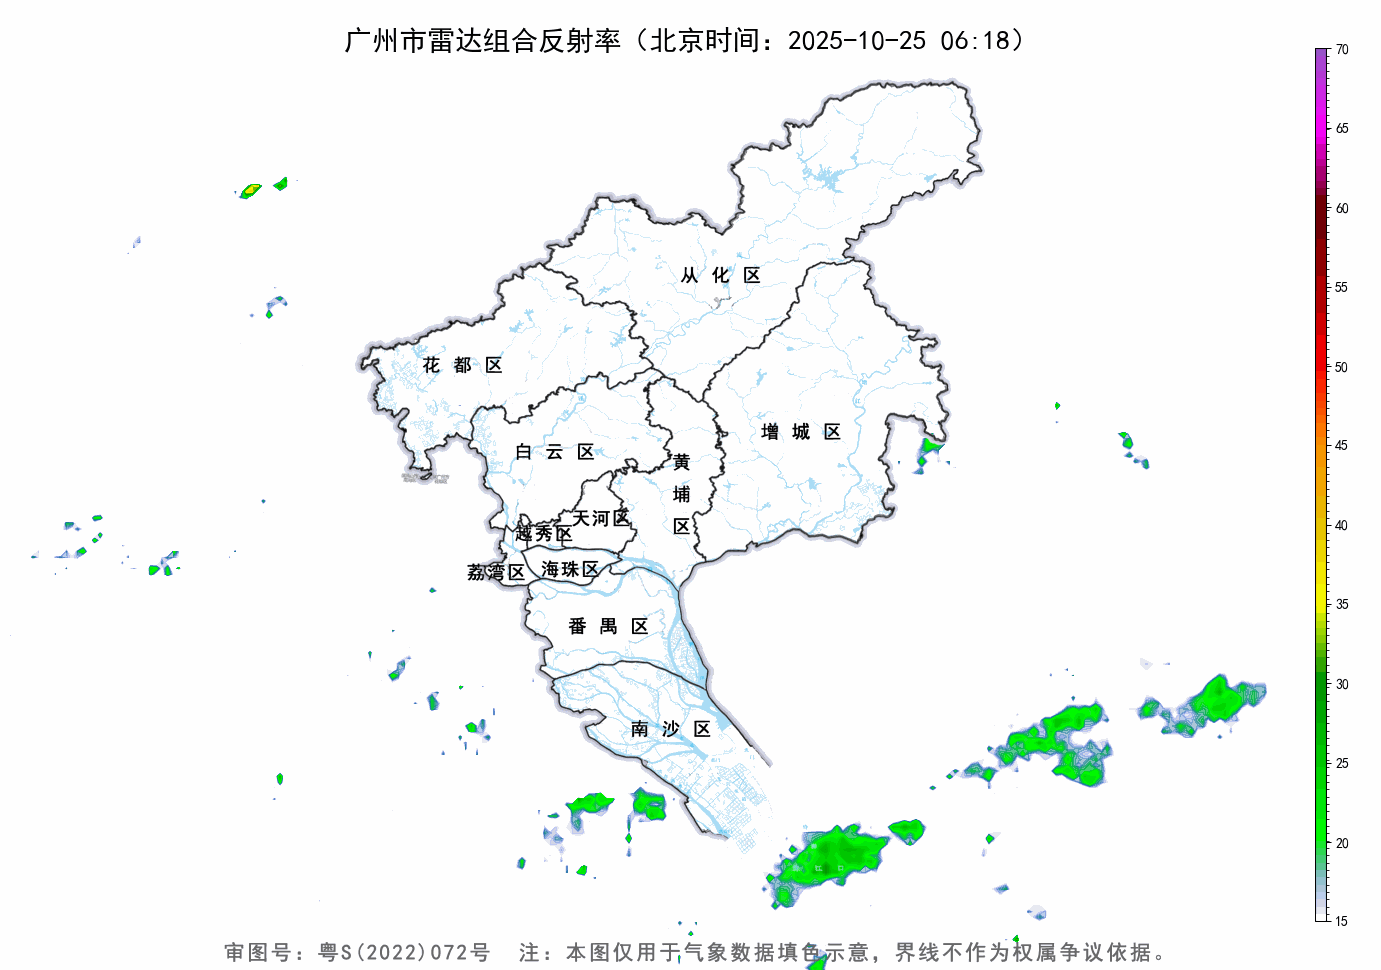 广州市雷达组合反射率（北京时间：2025-10-25 06:18）
70
65
60
55
50
45
40
35
30
25
20
15
从化区
花都区
增城区
白云区
黄埔区
天河区
越秀区
海珠区
荔湾区
番禺区
南沙区
审图号：粤S(2022)072号 注：本图仅用于气象数据填色示意，界线不作为权属争议依据。